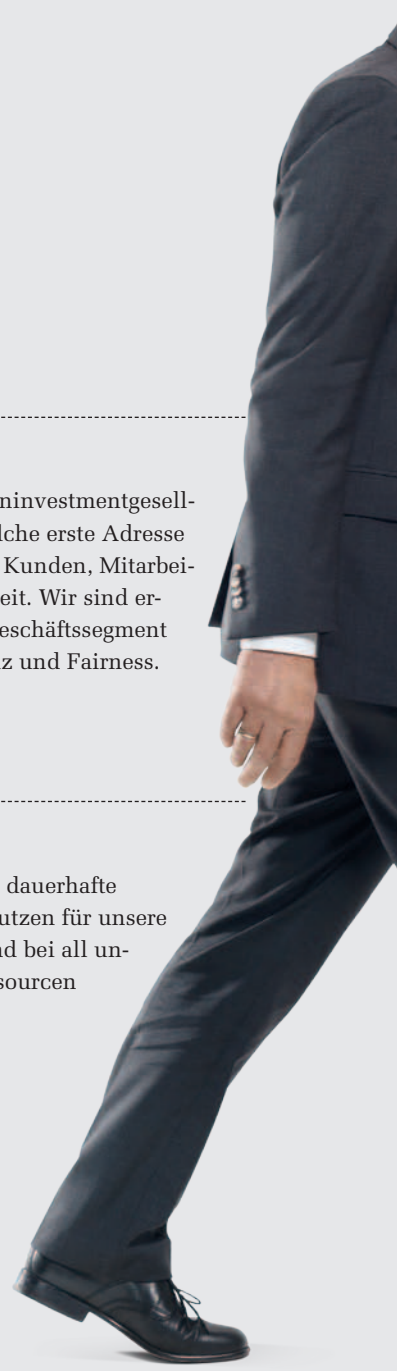 ninvestmentgesell-
lche erste Adresse
Kunden, Mitarbei-
eit. Wir sind er-
eschäftssegment
z und Fairness.
dauerhafte
utzen für unsere
nd bei all un-
sourcen